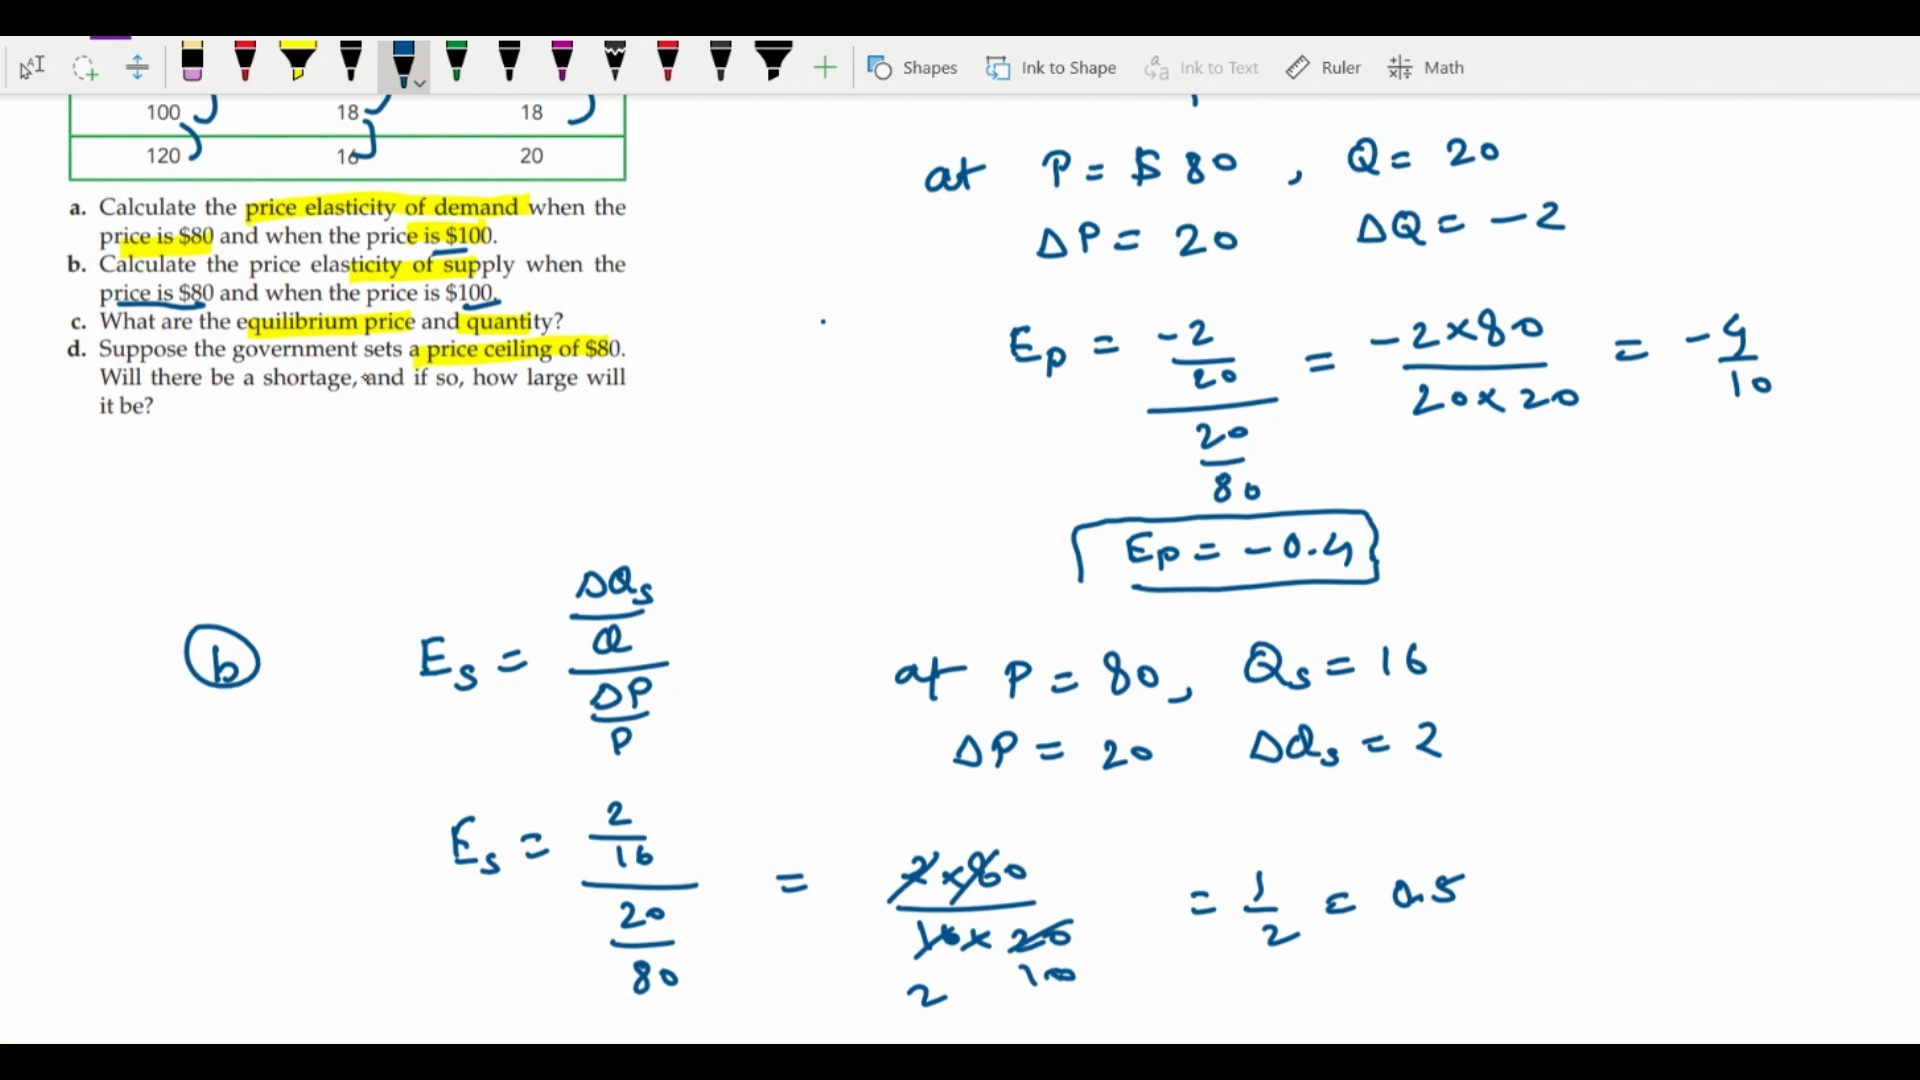 Shapes Ink to Shape Ink to Text Ruler Math
100 18 18
120 16 20
a. Calculate the price elasticity of demand when the
price is $80 and when the price is $100.
b. Calculate the price elasticity of supply when the
price is $80 and when the price is $100.
c. What are the equilibrium price and quantity?
d. Suppose the government sets a price ceiling of $80.
Will there be a shortage, and if so, how large will
it be?
at P = $ 80 , Q = 20
ΔP = 20 ΔQ = -2
Ep = -2/20 / 20/80 = -2×80 / 20×20 = -4/10
Ep = -0.4
b
Es = ΔQs/Q / ΔP/P
at P = 80, Qs = 16
ΔP = 20 ΔQs = 2
Es = 2/16 / 20/80 = 2×80 / 16×20 = 1/2 = 0.5
2 10